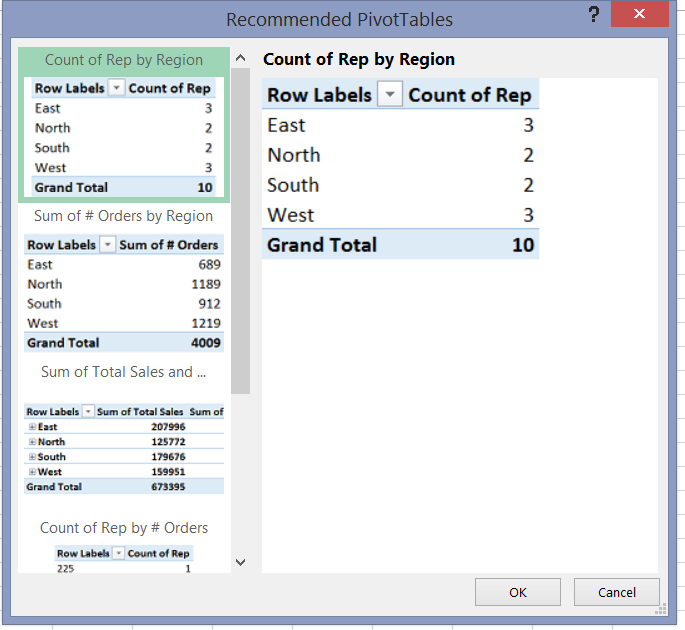 Recommended PivotTables
?
Count of Rep by Region
Row Labels Count of Rep
East 3
North 2
South 2
West 3
Grand Total 10
Sum of # Orders by Region
Row Labels Sum of # Orders
East 689
North 1189
South 912
West 1219
Grand Total 4009
Sum of Total Sales and ...
Row Labels Sum of Total Sales Sum of
East 207996
North 125772
South 179676
West 159951
Grand Total 673395
Count of Rep by # Orders
Row Labels Count of Rep
225 1
Count of Rep by Region
Row Labels Count of Rep
East 3
North 2
South 2
West 3
Grand Total 10
OK Cancel